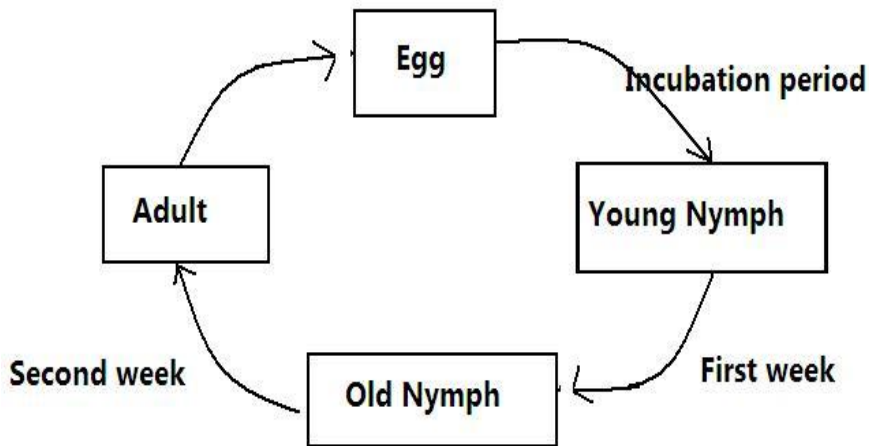 Egg
Incubation period
Adult
Young Nymph
Second week
First week
Old Nymph